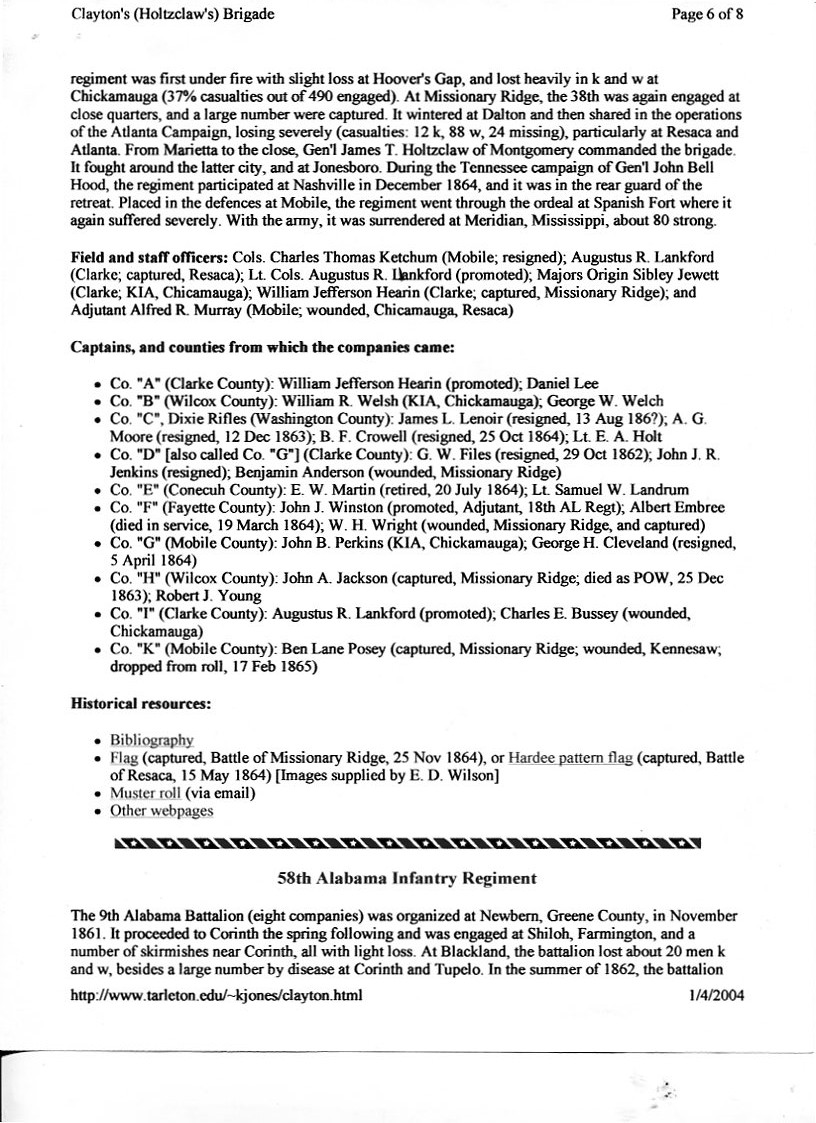 Clayton's (Holtzclaw's) Brigade
Page 6 of 8
regiment was first under fire with slight loss at Hoover's Gap, and lost heavily in k and w at
Chickamauga (37% casualties out of 490 engaged). At Missionary Ridge, the 38th was again engaged at
close quarters, and a large number were captured. It wintered at Dalton and then shared in the operations
of the Atlanta Campaign, losing severely (casualties: 12 k, 88 w, 24 missing), particularly at Resaca and
Atlanta. From Marietta to the close, Gen'l James T. Holtzclaw of Montgomery commanded the brigade.
It fought around the latter city, and at Jonesboro. During the Tennessee campaign of Gen'l John Bell
Hood, the regiment participated at Nashville in December 1864, and it was in the rear guard of the
retreat. Placed in the defences at Mobile, the regiment went through the ordeal at Spanish Fort where it
again suffered severely. With the army, it was surrendered at Meridian, Mississippi, about 80 strong.
Field and staff officers: Cols. Charles Thomas Ketchum (Mobile; resigned); Augustus R. Lankford
(Clarke; captured, Resaca); Lt. Cols. Augustus R. Lankford (promoted); Majors Origin Sibley Jewett
(Clarke; KIA, Chicamauga); William Jefferson Hearin (Clarke; captured, Missionary Ridge); and
Adjutant Alfred R. Murray (Mobile; wounded, Chicamauga, Resaca)
Captains, and counties from which the companies came:
• Co. "A" (Clarke County): William Jefferson Hearin (promoted); Daniel Lee
• Co. "B" (Wilcox County): William R. Welsh (KIA, Chickamauga); George W. Welch
• Co. "C", Dixie Rifles (Washington County): James L. Lenoir (resigned, 13 Aug 186?); A. G.
Moore (resigned, 12 Dec 1863); B. F. Crowell (resigned, 25 Oct 1864); Lt. E. A. Holt
• Co. "D" [also called Co. "G"] (Clarke County): G. W. Files (resigned, 29 Oct 1862); John J. R.
Jenkins (resigned); Benjamin Anderson (wounded, Missionary Ridge)
• Co. "E" (Conecuh County): E. W. Martin (retired, 20 July 1864); Lt. Samuel W. Landrum
• Co. "F" (Fayette County): John J. Winston (promoted, Adjutant, 18th AL Regt); Albert Embree
(died in service, 19 March 1864); W. H. Wright (wounded, Missionary Ridge, and captured)
• Co. "G" (Mobile County): John B. Perkins (KIA, Chickamauga); George H. Cleveland (resigned,
5 April 1864)
• Co. "H" (Wilcox County): John A. Jackson (captured, Missionary Ridge; died as POW, 25 Dec
1863); Robert J. Young
• Co. "I" (Clarke County): Augustus R. Lankford (promoted); Charles E. Bussey (wounded,
Chickamauga)
• Co. "K" (Mobile County): Ben Lane Posey (captured, Missionary Ridge; wounded, Kennesaw;
dropped from roll, 17 Feb 1865)
Historical resources:
• Bibliography
• Flag (captured, Battle of Missionary Ridge, 25 Nov 1864), or Hardee pattern flag (captured, Battle
of Resaca, 15 May 1864) [Images supplied by E. D. Wilson]
• Muster roll (via email)
• Other webpages
58th Alabama Infantry Regiment
The 9th Alabama Battalion (eight companies) was organized at Newbern, Greene County, in November
1861. It proceeded to Corinth the spring following and was engaged at Shiloh, Farmington, and a
number of skirmishes near Corinth, all with light loss. At Blackland, the battalion lost about 20 men k
and w, besides a large number by disease at Corinth and Tupelo. In the summer of 1862, the battalion
http://www.tarleton.edu/~kjones/clayton.html
1/4/2004